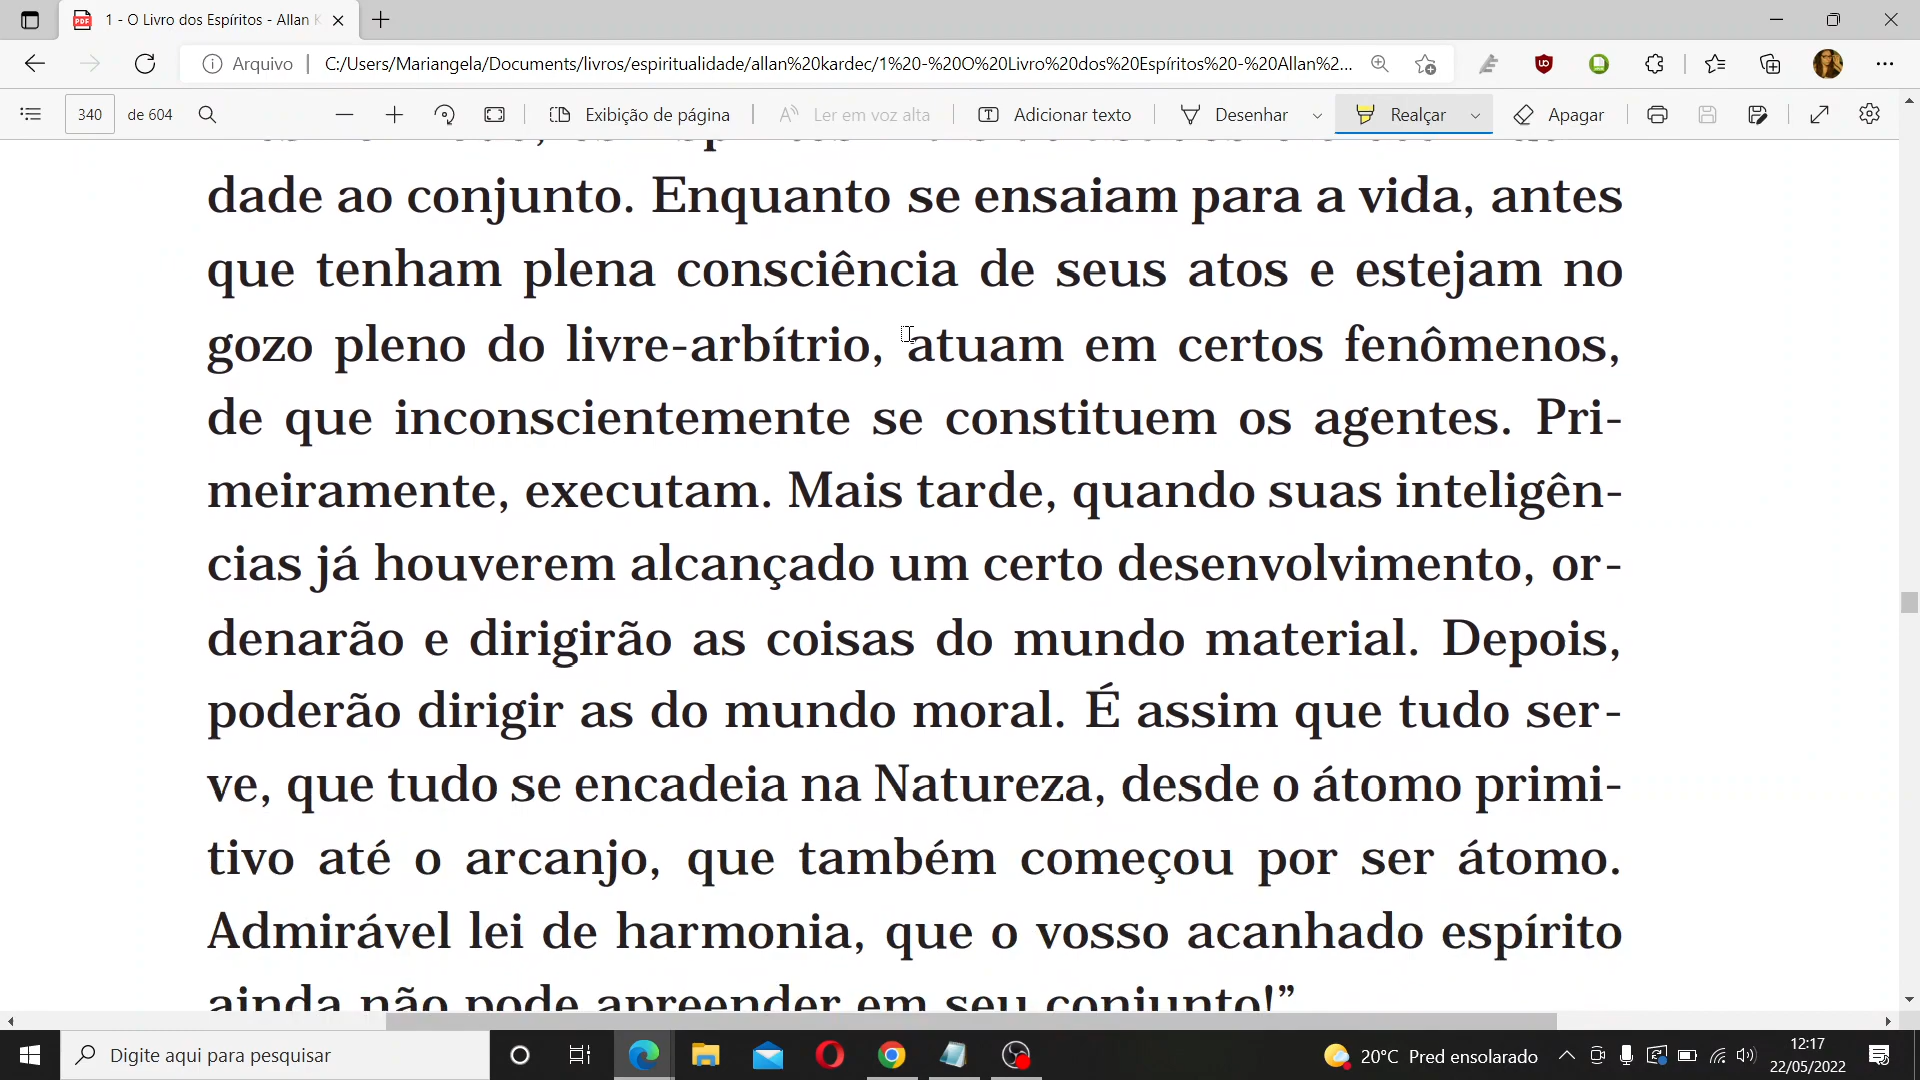 1 - O Livro dos Espíritos - Allan K
Arquivo
C:/Users/Mariangela/Documents/livros/espiritualidade/allan%20kardec/1%20-%20O%20Livro%20dos%20Espíritos%20-%20Allan%2...
340 de 604
Exibição de página
Ler em voz alta
Adicionar texto
Desenhar
Realçar
Apagar
dade ao conjunto. Enquanto se ensaiam para a vida, antes
que tenham plena consciência de seus atos e estejam no
gozo pleno do livre-arbítrio, atuam em certos fenômenos,
de que inconscientemente se constituem os agentes. Pri-
meiramente, executam. Mais tarde, quando suas inteligên-
cias já houverem alcançado um certo desenvolvimento, or-
denarão e dirigirão as coisas do mundo material. Depois,
poderão dirigir as do mundo moral. É assim que tudo ser-
ve, que tudo se encadeia na Natureza, desde o átomo primi-
tivo até o arcanjo, que também começou por ser átomo.
Admirável lei de harmonia, que o vosso acanhado espírito
ainda não pode apreender em seu conjunto!”
Digite aqui para pesquisar
20°C Pred ensolarado
12:17
22/05/2022